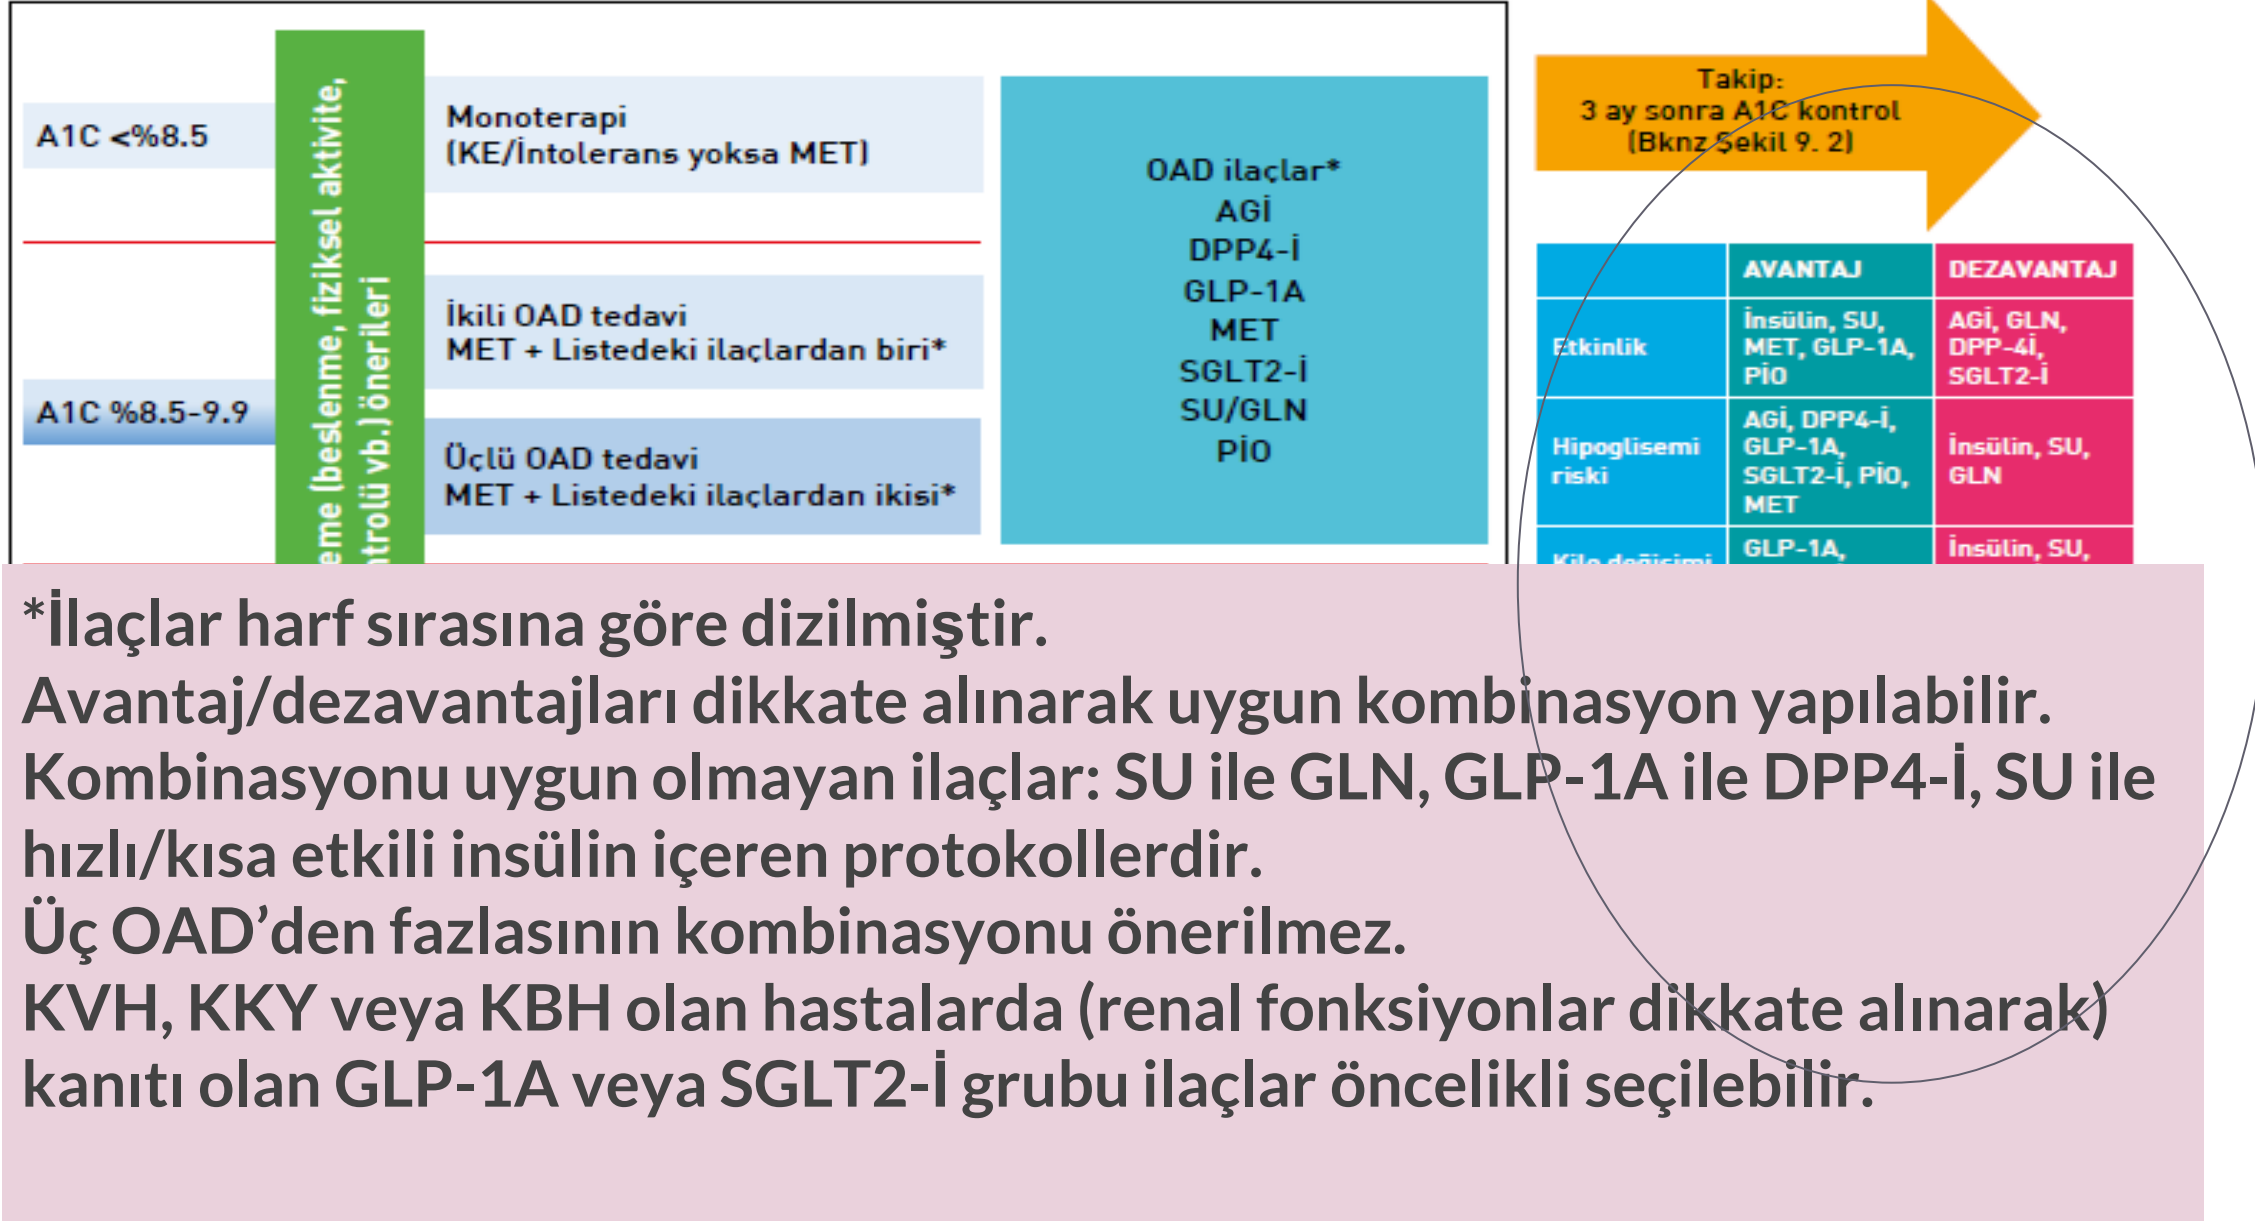 A1C <%8.5
A1C %8.5-9.9
(beslenme, fiziksel aktivite,
vb.) önerileri
Monoterapi
(KE/İntolerans yoksa MET)
İkili OAD tedavi
MET + Listedeki ilaçlardan biri*
Üçlü OAD tedavi
MET + Listedeki ilaçlardan ikisi*
OAD ilaçlar*
AGİ
DPP4-İ
GLP-1A
MET
SGLT2-İ
SU/GLN
PİO
Takip:
3 ay sonra A1C kontrol
(Bknz Şekil 9. 2)
AVANTAJ
DEZAVANTAJ
Etkinlik
İnsülin, SU,
MET, GLP-1A,
PİO
AGİ, GLN,
DPP-4İ,
SGLT2-İ
Hipoglisemi
riski
AGİ, DPP4-İ,
GLP-1A,
SGLT2-İ, PİO,
MET
İnsülin, SU,
GLN
Kilo değişimi
GLP-1A,
İnsülin, SU,
*İlaçlar harf sırasına göre dizilmiştir.
Avantaj/dezavantajları dikkate alınarak uygun kombinasyon yapılabilir.
Kombinasyonu uygun olmayan ilaçlar: SU ile GLN, GLP-1A ile DPP4-İ, SU ile
hızlı/kısa etkili insülin içeren protokollerdir.
Üç OAD’den fazlasının kombinasyonu önerilmez.
KVH, KKY veya KBH olan hastalarda (renal fonksiyonlar dikkate alınarak)
kanıtı olan GLP-1A veya SGLT2-İ grubu ilaçlar öncelikli seçilebilir.